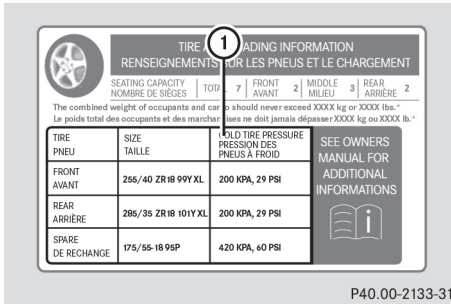 1
TIRE A ADING INFORMATION
RENSEIGNEMENTS SUR LES PNEUS ET LE CHARGEMENT
SEATING CAPACITY
NOMBRE DE SIÈGES
TOTAL 7
FRONT
AVANT 2
MIDDLE
MILIEU 3
REAR
ARRIÈRE 2
The combined weight of occupants and cargo should never exceed XXXX kg or XXXX lbs.*
Le poids total des occupants et des marchandises ne doit jamais dépasser XXXX kg ou XXXX lb.*
TIRE
PNEU
SIZE
TAILLE
COLD TIRE PRESSURE
PRESSION DES
PNEUS À FROID
SEE OWNERS
MANUAL FOR
ADDITIONAL
INFORMATIONS
i
FRONT
AVANT
255/40 ZR 18 99Y XL
200 KPA, 29 PSI
REAR
ARRIÈRE
285/35 ZR 18 101Y XL
200 KPA, 29 PSI
SPARE
DE RECHANGE
175/55-18 95P
420 KPA, 60 PSI
P40.00-2133-31